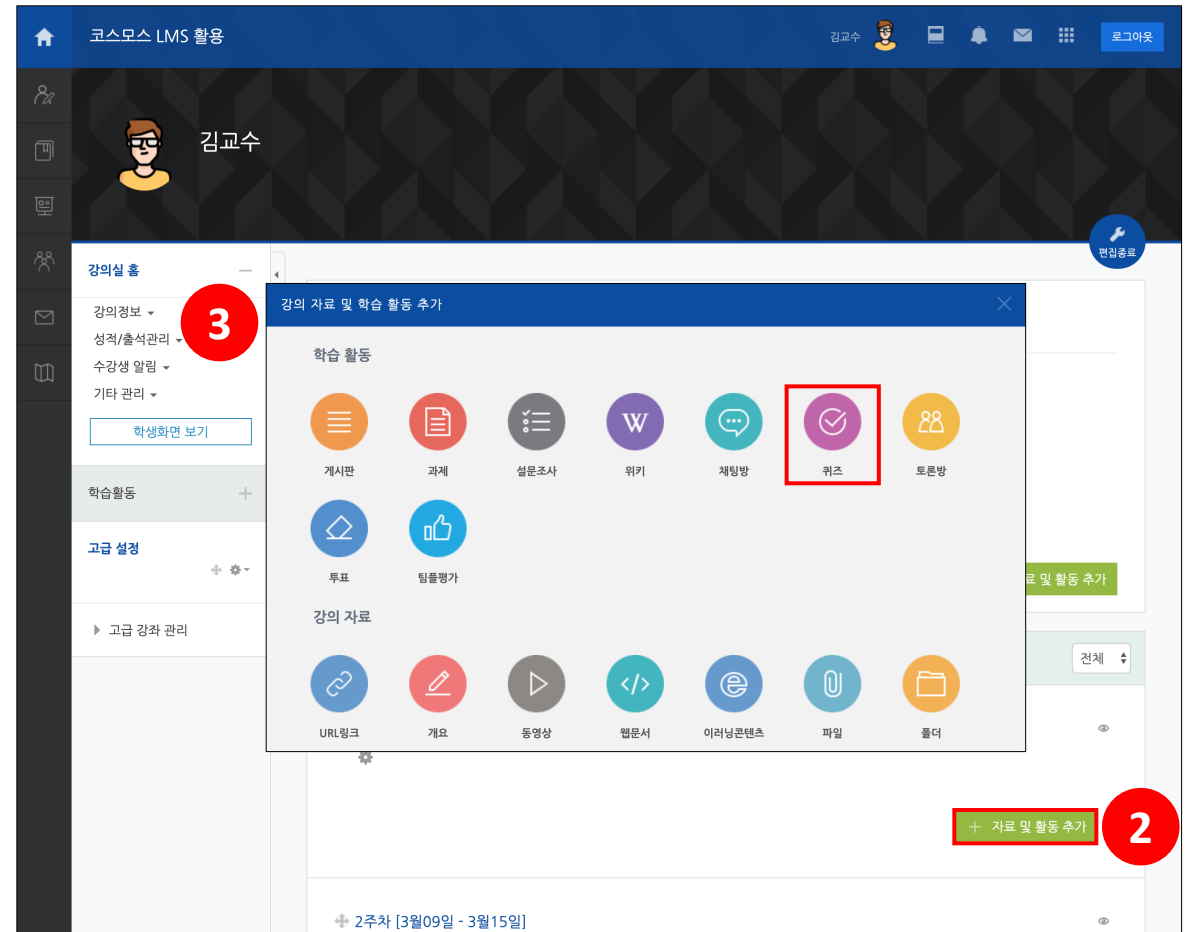 코스모스 LMS 활용
김교수
로그아웃
김교수
편집종료
강의실 홈
강의정보
성적/출석관리
수강생 알림
기타 관리
학생화면 보기
학습활동
고급 설정
고급 강좌 관리
3
강의 자료 및 학습 활동 추가
학습 활동
게시판 과제 설문조사 위키 채팅방 퀴즈 토론방
투표 팀플평가
강의 자료
URL링크 개요 동영상 웹문서 이러닝콘텐츠 파일 폴더
및 활동 추가
전체
+ 자료 및 활동 추가
2
2주차 [3월09일 - 3월15일]